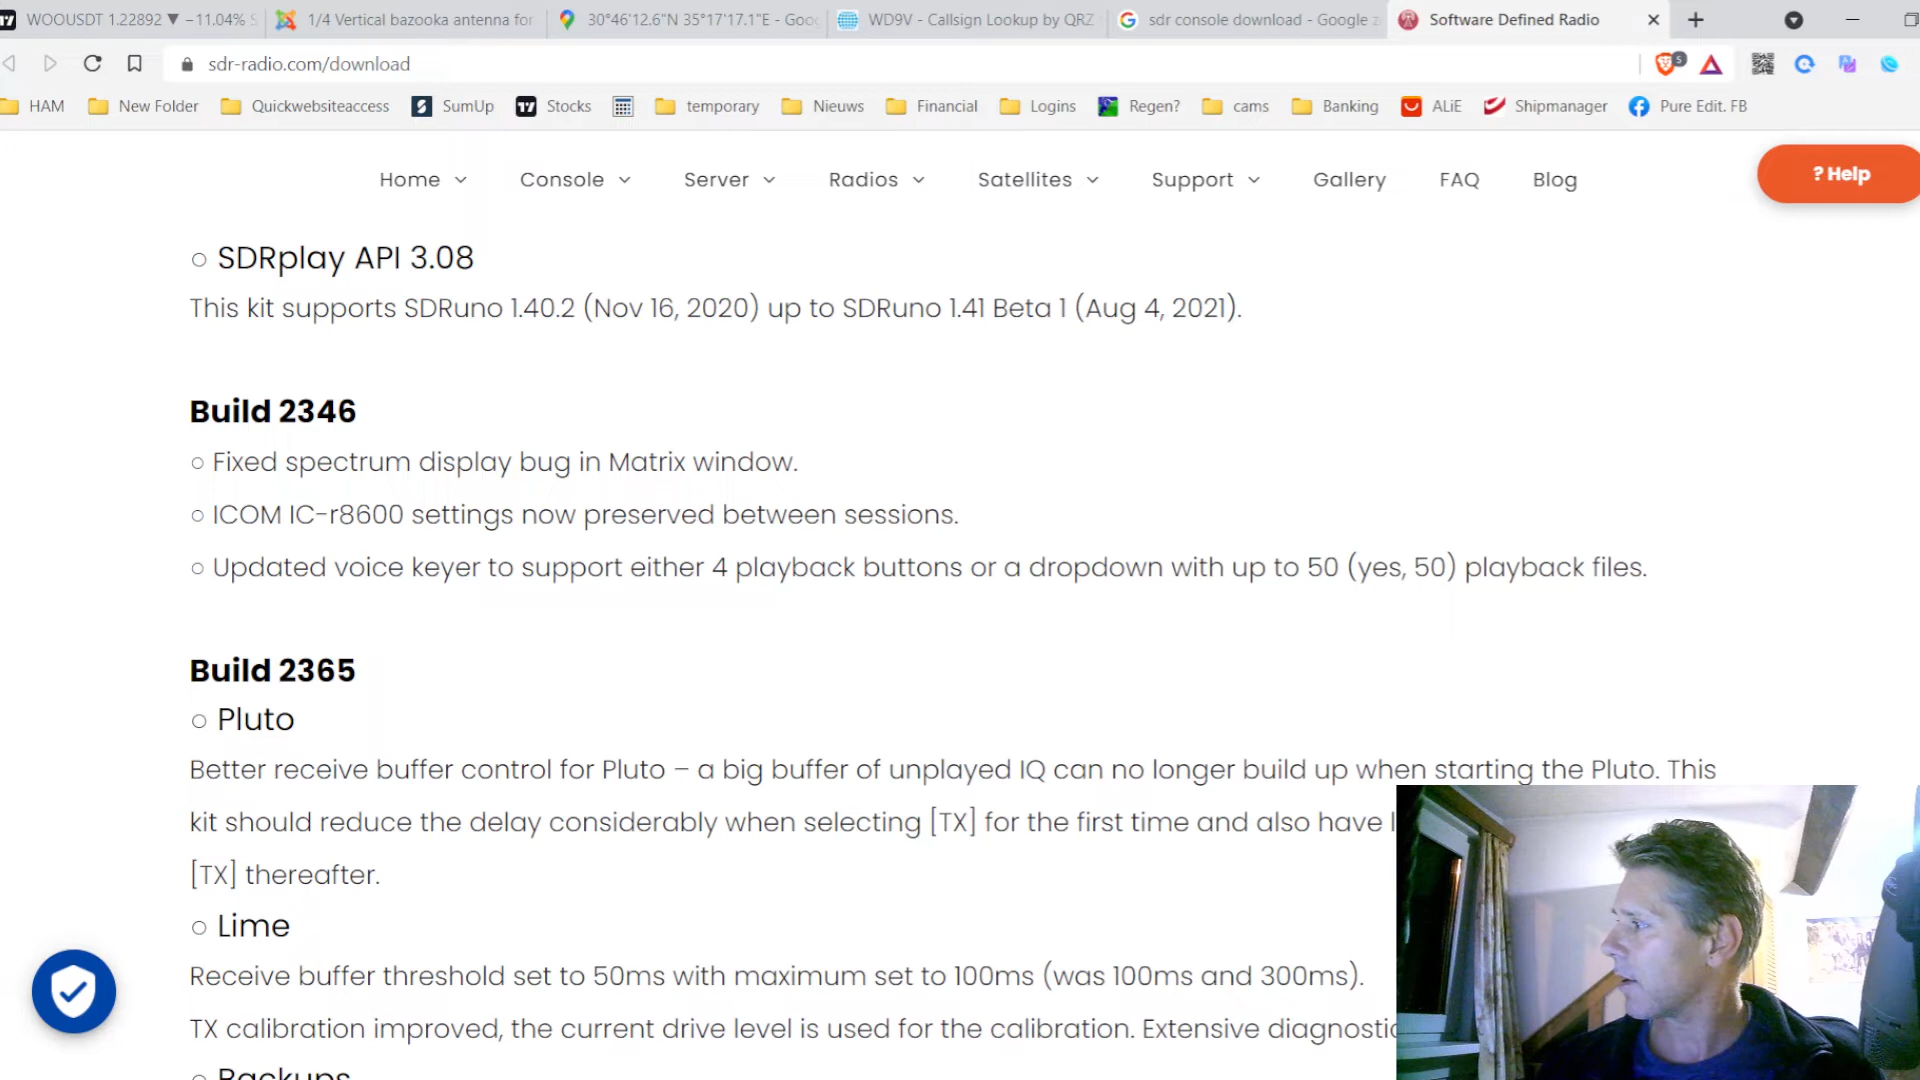 WOOUSDT 1.22892 ▼ −11.04%
1/4 Vertical bazooka antenna for
30°46'12.6"N 35°17'17.1"E - Goo
WD9V - Callsign Lookup by QRZ
sdr console download - Google z
Software Defined Radio
sdr-radio.com/download
5
HAM
New Folder
Quickwebsiteaccess
SumUp
Stocks
temporary
Nieuws
Financial
Logins
Regen?
cams
Banking
ALiE
Shipmanager
Pure Edit. FB
Home
Console
Server
Radios
Satellites
Support
Gallery
FAQ
Blog
? Help
○ SDRplay API 3.08
This kit supports SDRuno 1.40.2 (Nov 16, 2020) up to SDRuno 1.41 Beta 1 (Aug 4, 2021).
Build 2346
○ Fixed spectrum display bug in Matrix window.
○ ICOM IC-r8600 settings now preserved between sessions.
○ Updated voice keyer to support either 4 playback buttons or a dropdown with up to 50 (yes, 50) playback files.
Build 2365
○ Pluto
Better receive buffer control for Pluto – a big buffer of unplayed IQ can no longer build up when starting the Pluto. This
kit should reduce the delay considerably when selecting [TX] for the first time and also have l
[TX] thereafter.
○ Lime
Receive buffer threshold set to 50ms with maximum set to 100ms (was 100ms and 300ms).
TX calibration improved, the current drive level is used for the calibration. Extensive diagnostic
○ Backups